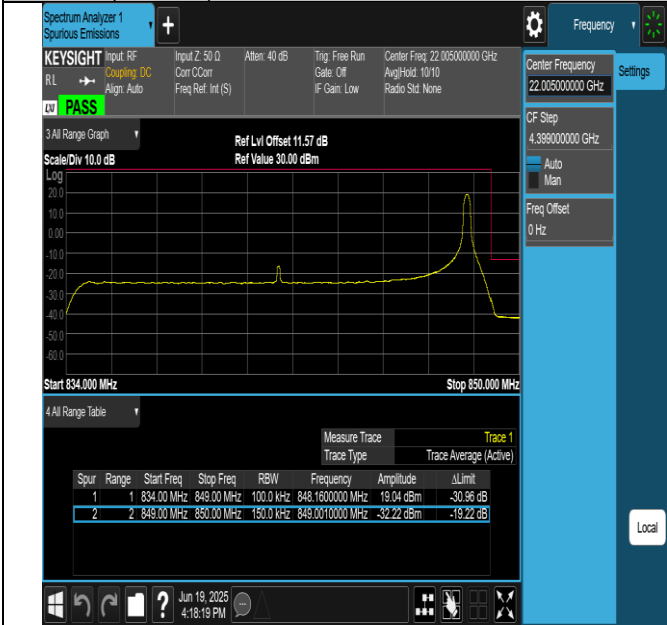 Spectrum Analyzer 1
Spurious Emissions
+
Frequency
KEYSIGHT
RL
LXI PASS
Input: RF
Coupling: DC
Align: Auto
Input Z: 50 Ω
Corr CCorr
Freq Ref: Int (S)
Atten: 40 dB
Trig: Free Run
Gate: Off
IF Gain: Low
Center Freq: 22.005000000 GHz
Avg|Hold: 10/10
Radio Std: None
Center Frequency
22.005000000 GHz
Settings
CF Step
4.399000000 GHz
Auto
Man
Freq Offset
0 Hz
3 All Range Graph
Scale/Div 10.0 dB
Ref Lvl Offset 11.57 dB
Ref Value 30.00 dBm
Log
20.0
10.0
0.00
-10.0
-20.0
-30.0
-40.0
-50.0
-60.0
Start 834.000 MHz
Stop 850.000 MHz
4 All Range Table
Measure Trace Trace 1
Trace Type Trace Average (Active)
Spur Range Start Freq Stop Freq RBW Frequency Amplitude ΔLimit
1 1 834.00 MHz 849.00 MHz 100.0 kHz 848.1600000 MHz 19.04 dBm -30.96 dB
2 2 849.00 MHz 850.00 MHz 150.0 kHz 849.0010000 MHz -32.22 dBm -19.22 dB
Local
?
Jun 19, 2025
4:18:19 PM